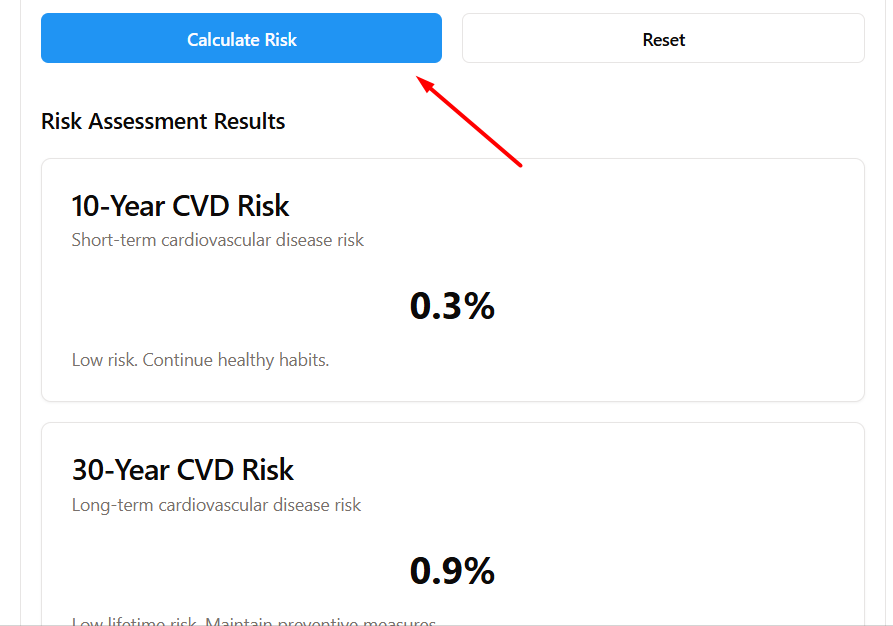 Calculate Risk
Reset
Risk Assessment Results
10-Year CVD Risk
Short-term cardiovascular disease risk
0.3%
Low risk. Continue healthy habits.
30-Year CVD Risk
Long-term cardiovascular disease risk
0.9%
Low lifetime risk. Maintain preventive measures.